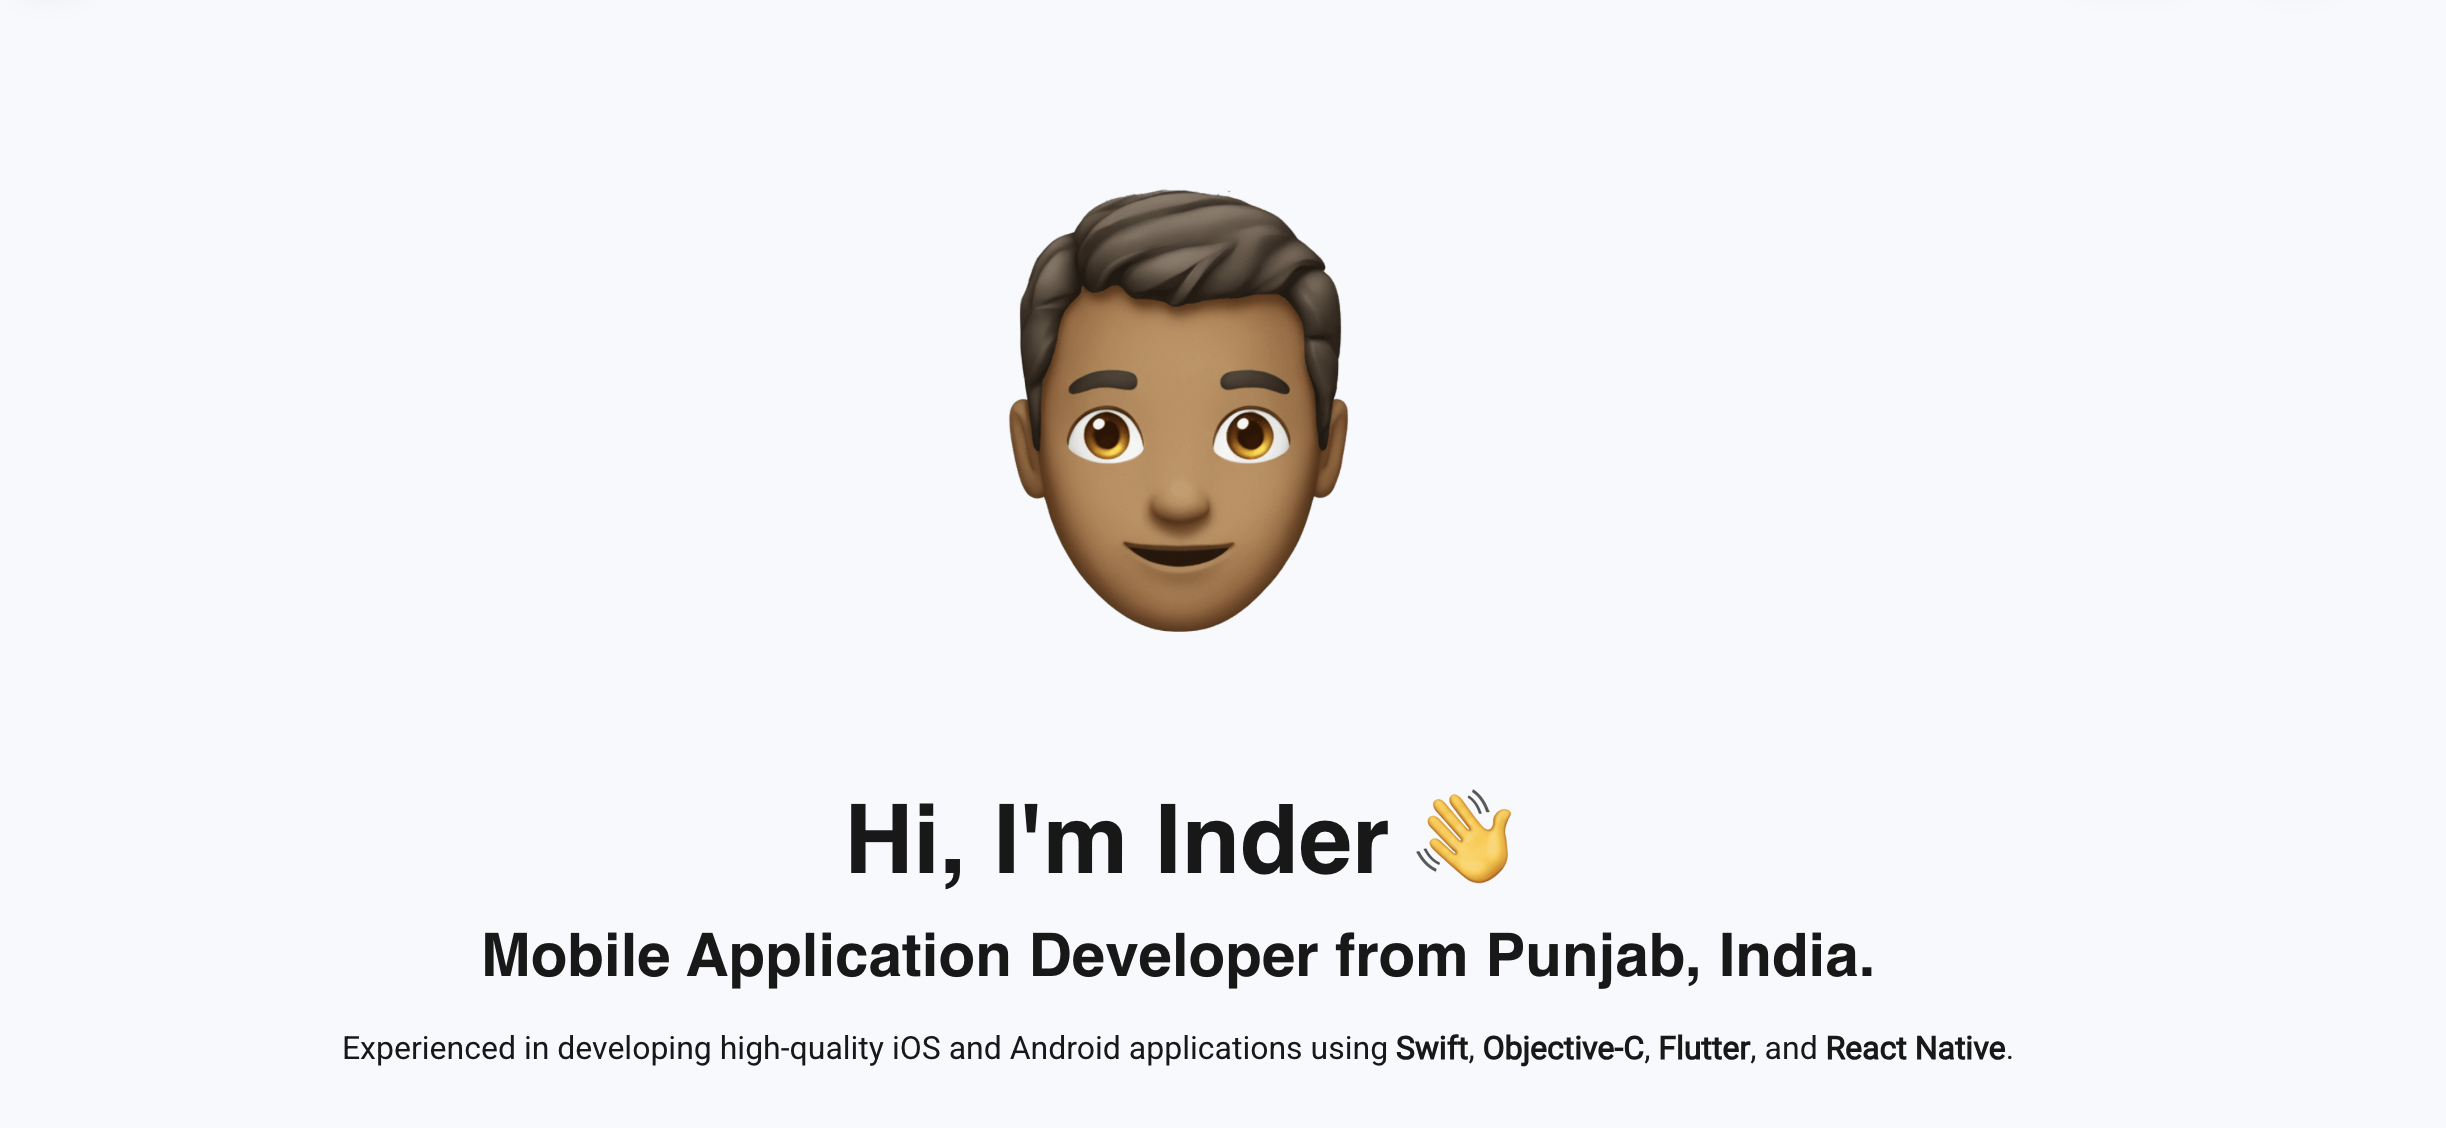 Hi, I'm Inder 👋
Mobile Application Developer from Punjab, India.
Experienced in developing high-quality iOS and Android applications using Swift, Objective-C, Flutter, and React Native.